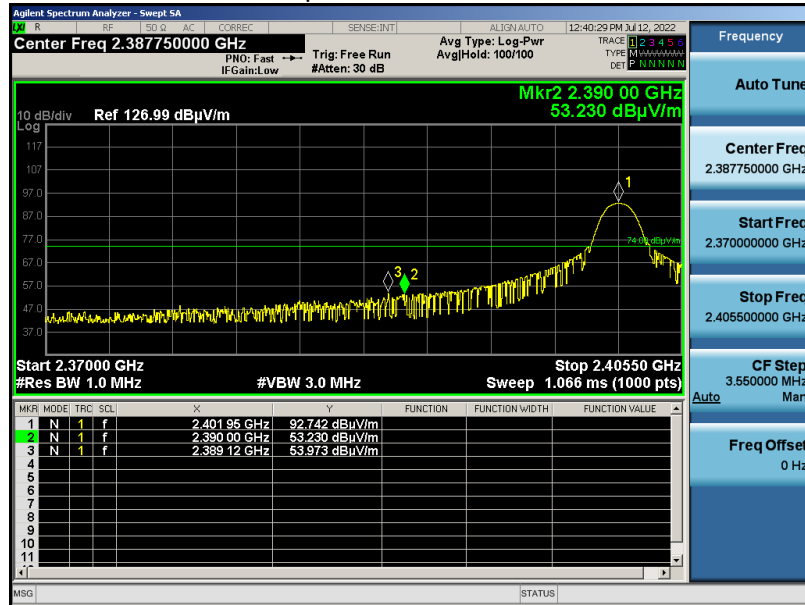 Agilent Spectrum Analyzer - Swept SA
LXI R RF 50 Ω AC CORREC SENSE:INT ALIGN AUTO 12:40:29 PM Jul 12, 2022
Center Freq 2.387750000 GHz
PNO: Fast
IFGain:Low
Trig: Free Run
#Atten: 30 dB
Avg Type: Log-Pwr
Avg|Hold: 100/100
TRACE 1 2 3 4 5 6
TYPE M
DET P N N N N N
Mkr2 2.390 00 GHz
53.230 dBµV/m
10 dB/div Ref 126.99 dBµV/m
Log
117
107
97.0
87.0
77.0
67.0
57.0
47.0
37.0
1
74.00 dBµV/m
3 2
Start 2.37000 GHz Stop 2.40550 GHz
#Res BW 1.0 MHz #VBW 3.0 MHz Sweep 1.066 ms (1000 pts)
MKR MODE TRC SCL X Y FUNCTION FUNCTION WIDTH FUNCTION VALUE
1 N 1 f 2.401 95 GHz 92.742 dBµV/m
2 N 1 f 2.390 00 GHz 53.230 dBµV/m
3 N 1 f 2.389 12 GHz 53.973 dBµV/m
4
5
6
7
8
9
10
11
MSG STATUS
Frequency
Auto Tune
Center Freq
2.387750000 GHz
Start Freq
2.370000000 GHz
Stop Freq
2.405500000 GHz
CF Step
3.550000 MHz
Auto Man
Freq Offset
0 Hz